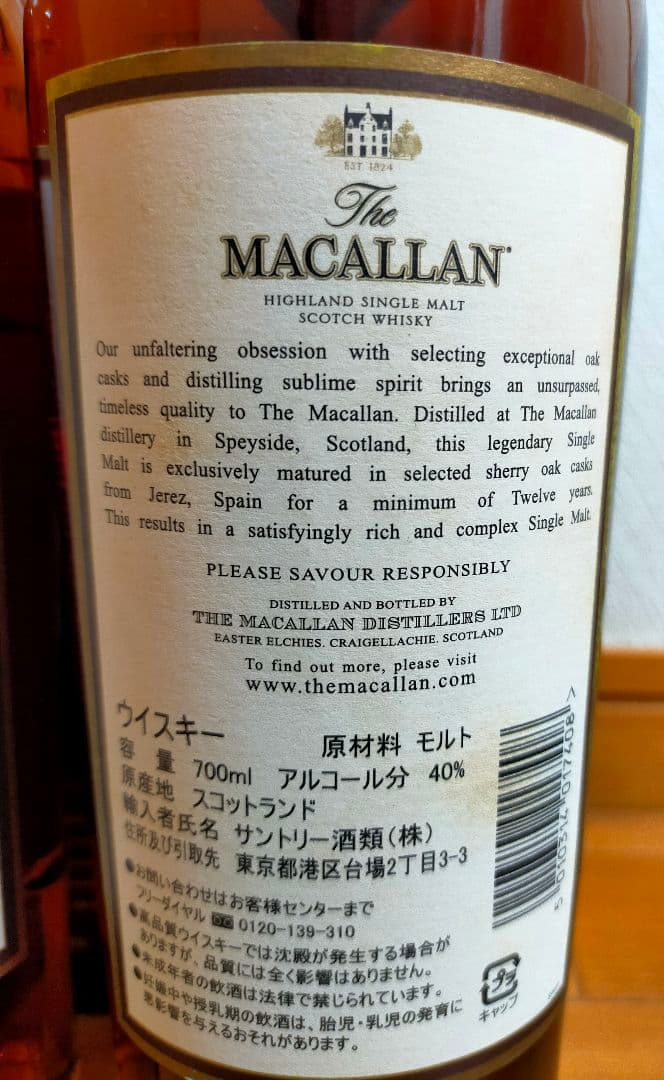 EST. 1824
The
MACALLAN
HIGHLAND SINGLE MALT
SCOTCH WHISKY
Our unfaltering obsession with selecting exceptional oak
casks and distilling sublime spirit brings an unsurpassed,
timeless quality to The Macallan. Distilled at The Macallan
distillery in Speyside, Scotland, this legendary Single
Malt is exclusively matured in selected sherry oak casks
from Jerez, Spain for a minimum of Twelve years.
This results in a satisfyingly rich and complex Single Malt.
PLEASE SAVOUR RESPONSIBLY
DISTILLED AND BOTTLED BY
THE MACALLAN DISTILLERS LTD
EASTER ELCHIES, CRAIGELLACHIE, SCOTLAND
To find out more, please visit
www.themacallan.com
ウイスキー 原材料 モルト
容量 700ml アルコール分 40%
原産地 スコットランド
輸入者氏名 サントリー酒類(株)
住所及び引取先 東京都港区台場2丁目3-3
●お問い合わせはお客様センターまで
フリーダイヤル 0120-139-310
●高品質ウイスキーでは沈殿が発生する場合が
ありますが、品質には全く影響はありません。
●未成年者の飲酒は法律で禁じられています。
●妊娠中や授乳期の飲酒は、胎児・乳児の発育に
悪影響を与えるおそれがあります。
5 010314 017408 >
プラ
キャップ